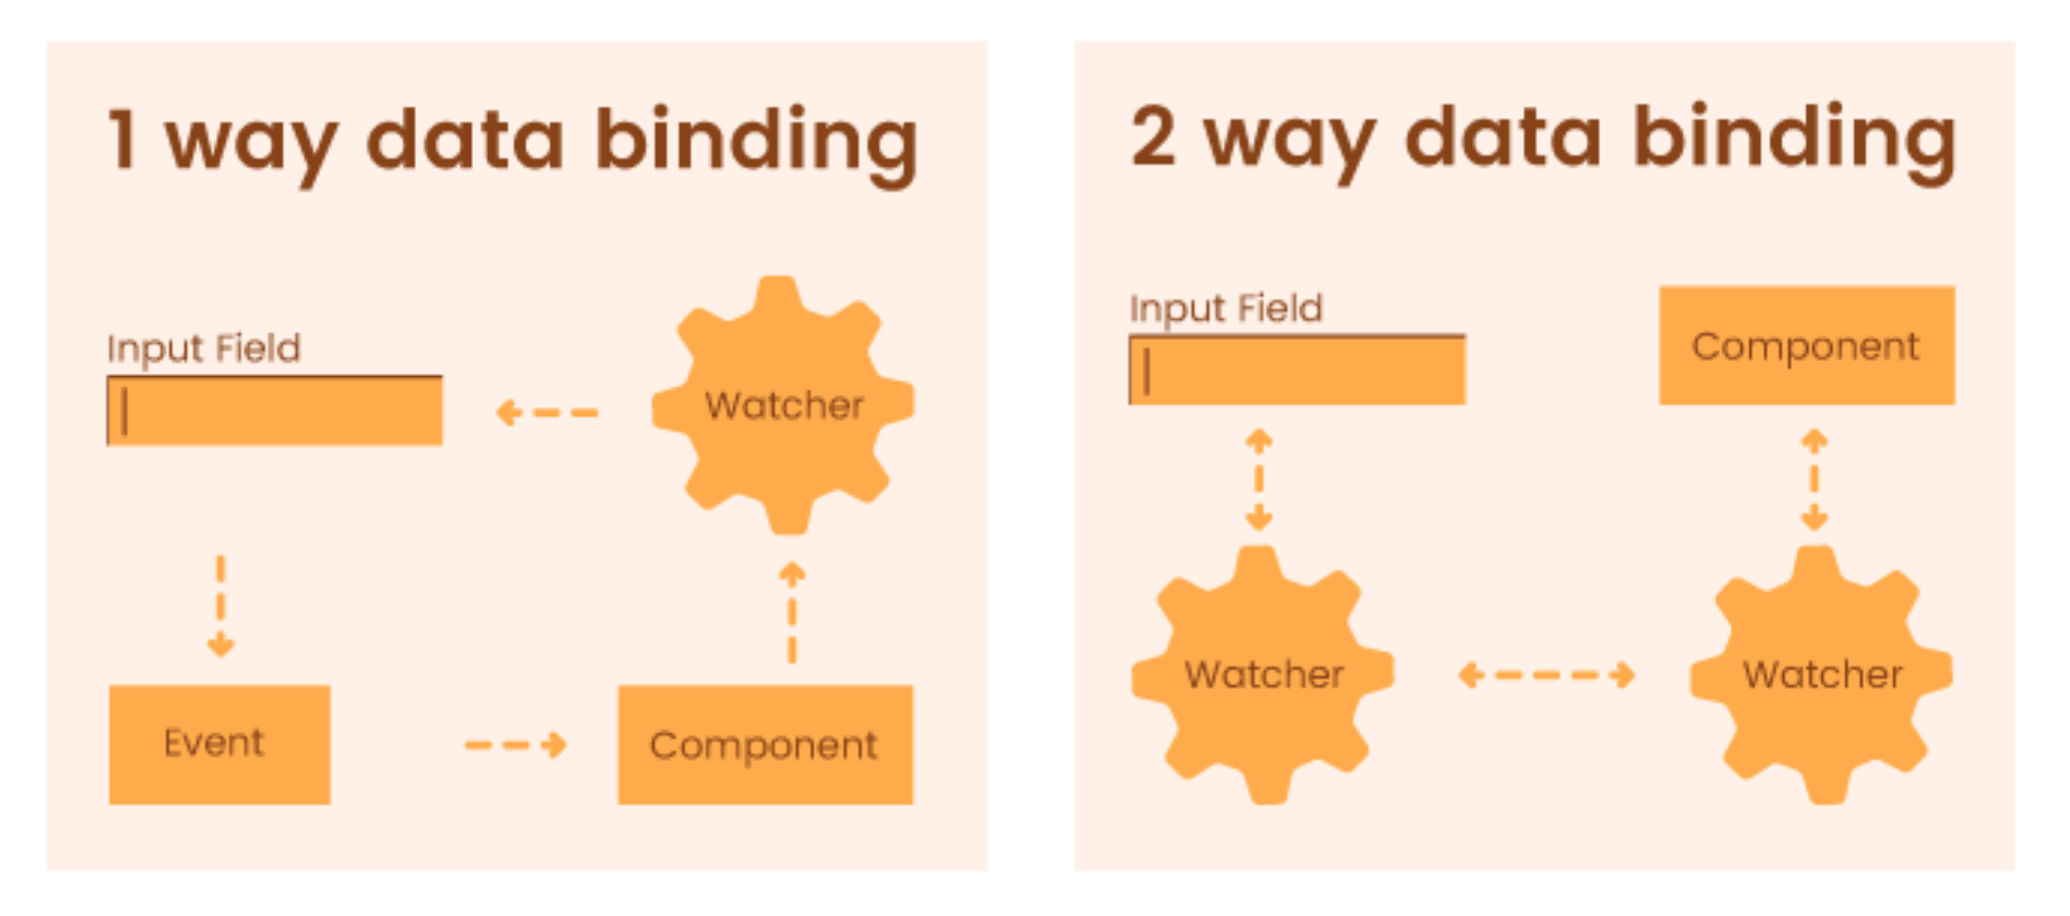 1 way data binding
Input Field
Watcher
Event
Component
2 way data binding
Input Field
Component
Watcher
Watcher